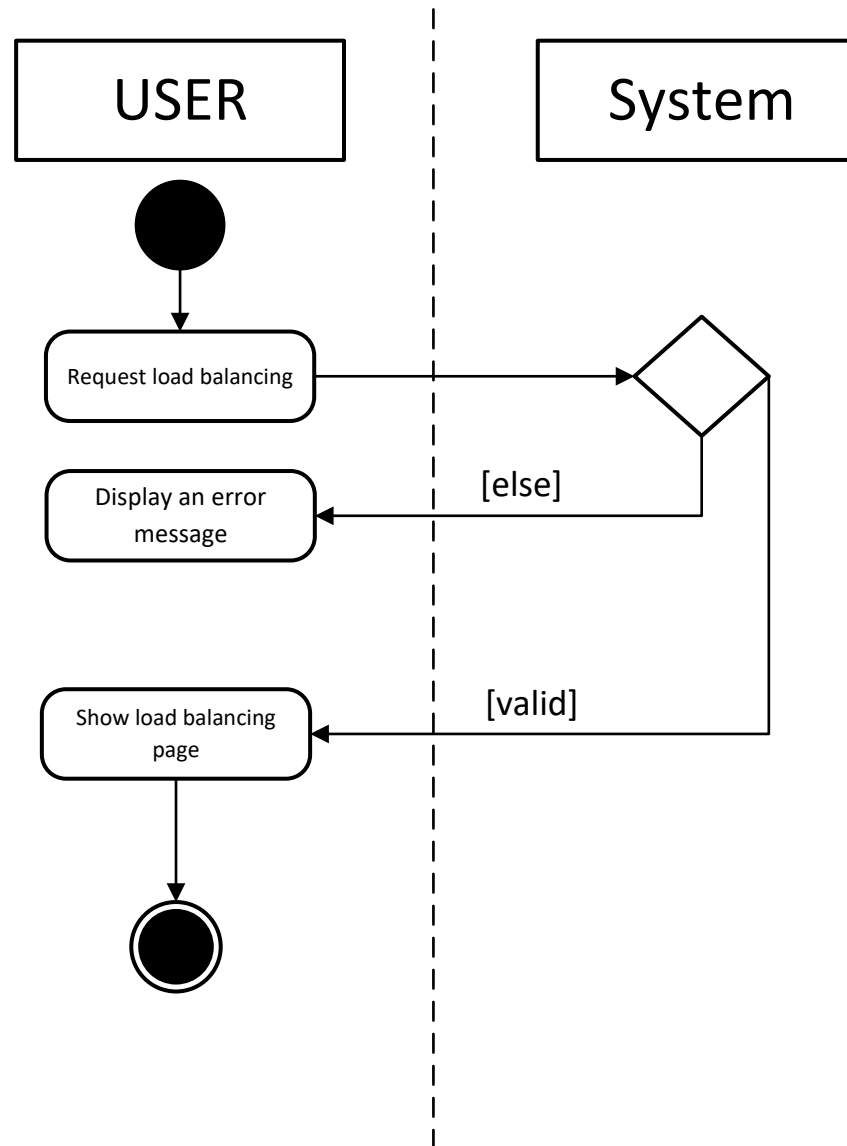 USER
System
Request load balancing
[else]
Display an error
message
[valid]
Show load balancing
page